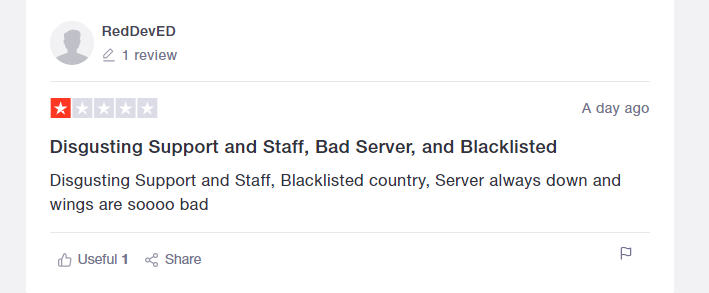 RedDevED
1 review
A day ago
Disgusting Support and Staff, Bad Server, and Blacklisted
Disgusting Support and Staff, Blacklisted country, Server always down and
wings are soooo bad
Useful 1 Share